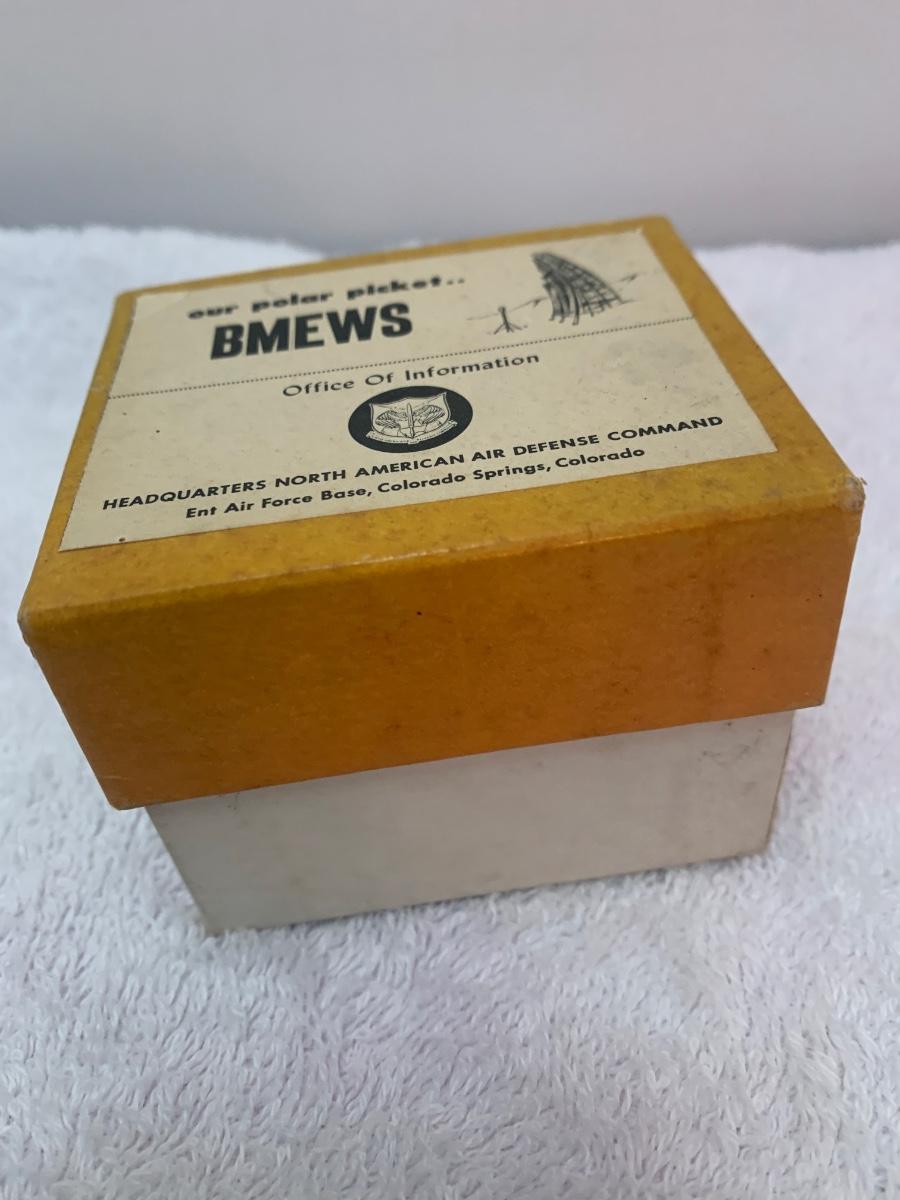 our polar picket..
BMEWS
Office Of Information
HEADQUARTERS NORTH AMERICAN AIR DEFENSE COMMAND
Ent Air Force Base, Colorado Springs, Colorado